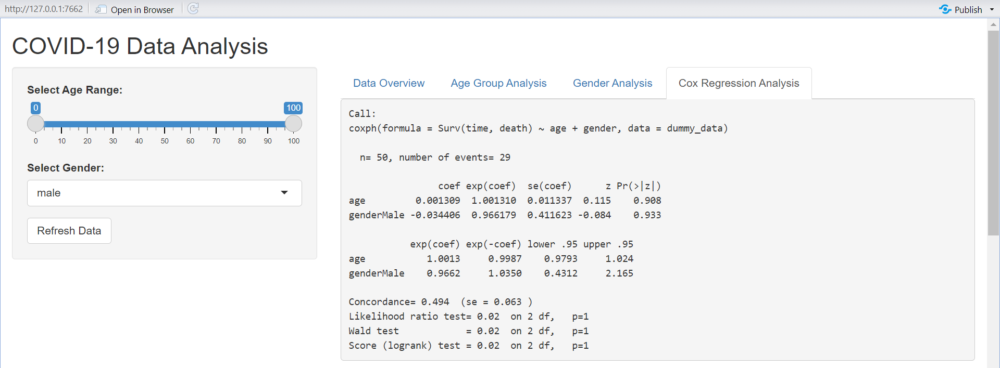 http://127.0.0.1:7662 Open in Browser Publish
COVID-19 Data Analysis
Select Age Range:
0 100
0 10 20 30 40 50 60 70 80 90 100
Select Gender:
male
Refresh Data
Data Overview Age Group Analysis Gender Analysis Cox Regression Analysis
Call:
coxph(formula = Surv(time, death) ~ age + gender, data = dummy_data)
  n= 50, number of events= 29
                coef exp(coef)  se(coef)      z Pr(>|z|)
age         0.001309  1.001310  0.011337  0.115    0.908
genderMale -0.034406  0.966179  0.411623 -0.084    0.933
           exp(coef) exp(-coef) lower .95 upper .95
age           1.0013     0.9987    0.9793     1.024
genderMale    0.9662     1.0350    0.4312     2.165
Concordance= 0.494  (se = 0.063 )
Likelihood ratio test= 0.02  on 2 df,   p=1
Wald test            = 0.02  on 2 df,   p=1
Score (logrank) test = 0.02  on 2 df,   p=1